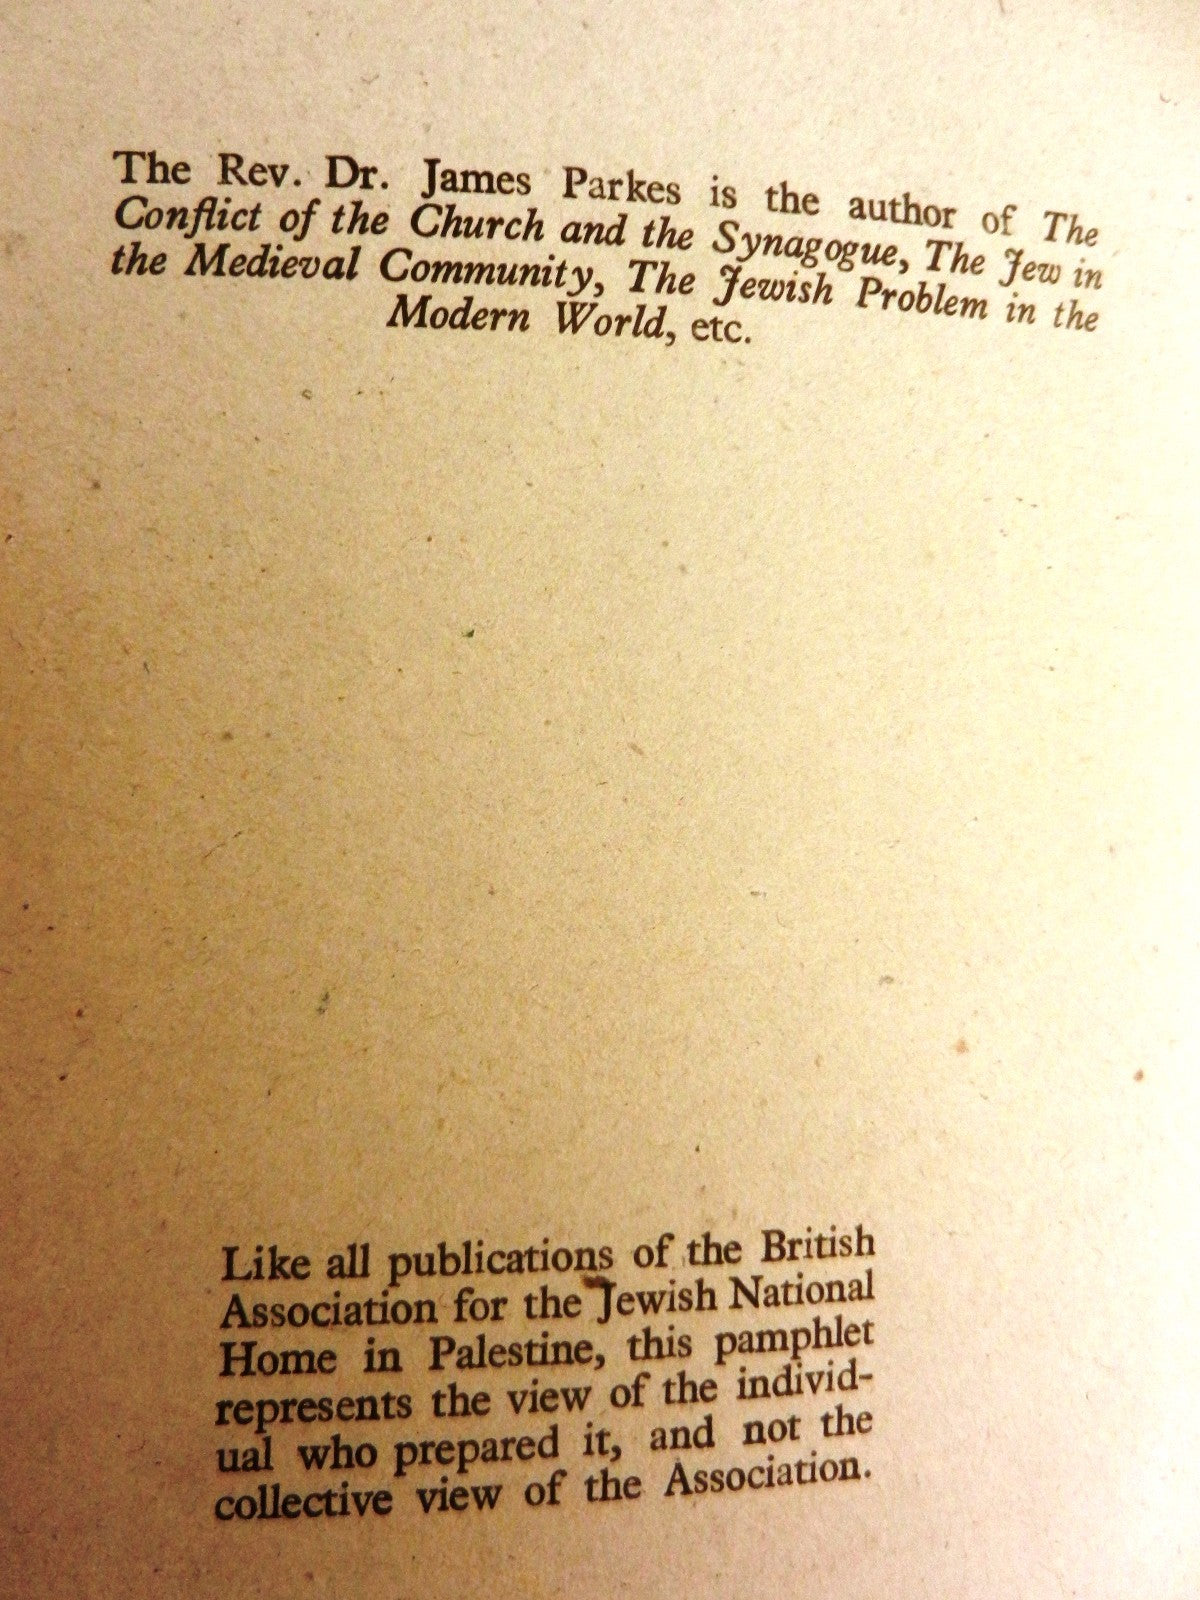 The Rev. Dr. James Parkes is the author of The
Conflict of the Church and the Synagogue, The Jew in
the Medieval Community, The Jewish Problem in the
Modern World, etc.
Like all publications of the British
Association for the Jewish National
Home in Palestine, this pamphlet
represents the view of the individ-
ual who prepared it, and not the
collective view of the Association.